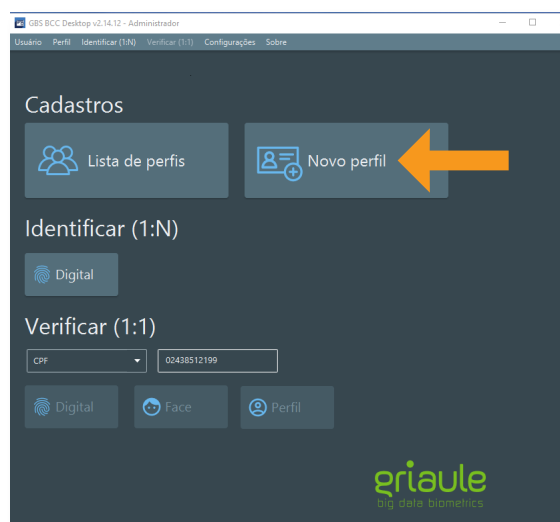 GBS BCC Desktop v2.14.12 - Administrador
Usuário Perfil Identificar (1:N) Verificar (1:1) Configurações Sobre
Cadastros
Lista de perfis Novo perfil
Identificar (1:N)
Digital
Verificar (1:1)
CPF 02438512199
Digital Face Perfil
griaule
big data biometrics